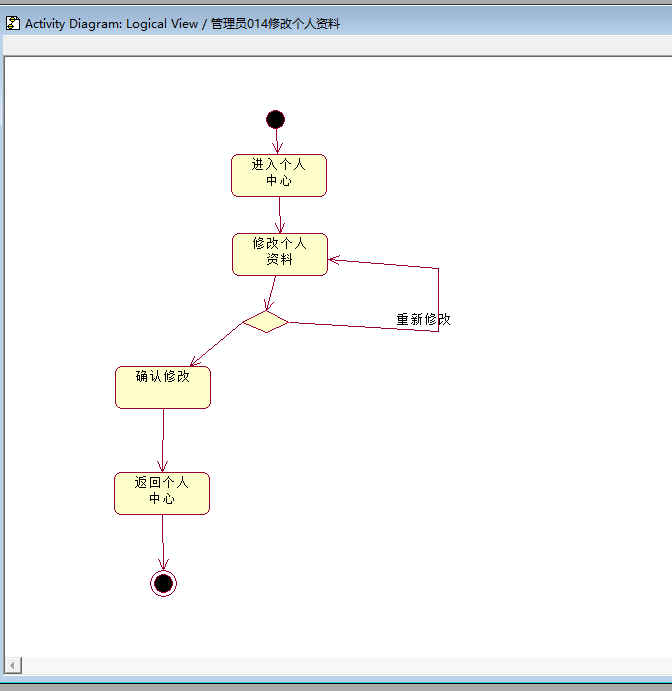 Activity Diagram: Logical View / 管理员014修改个人资料
进入个人
中心
修改个人
资料
重新修改
确认修改
返回个人
中心